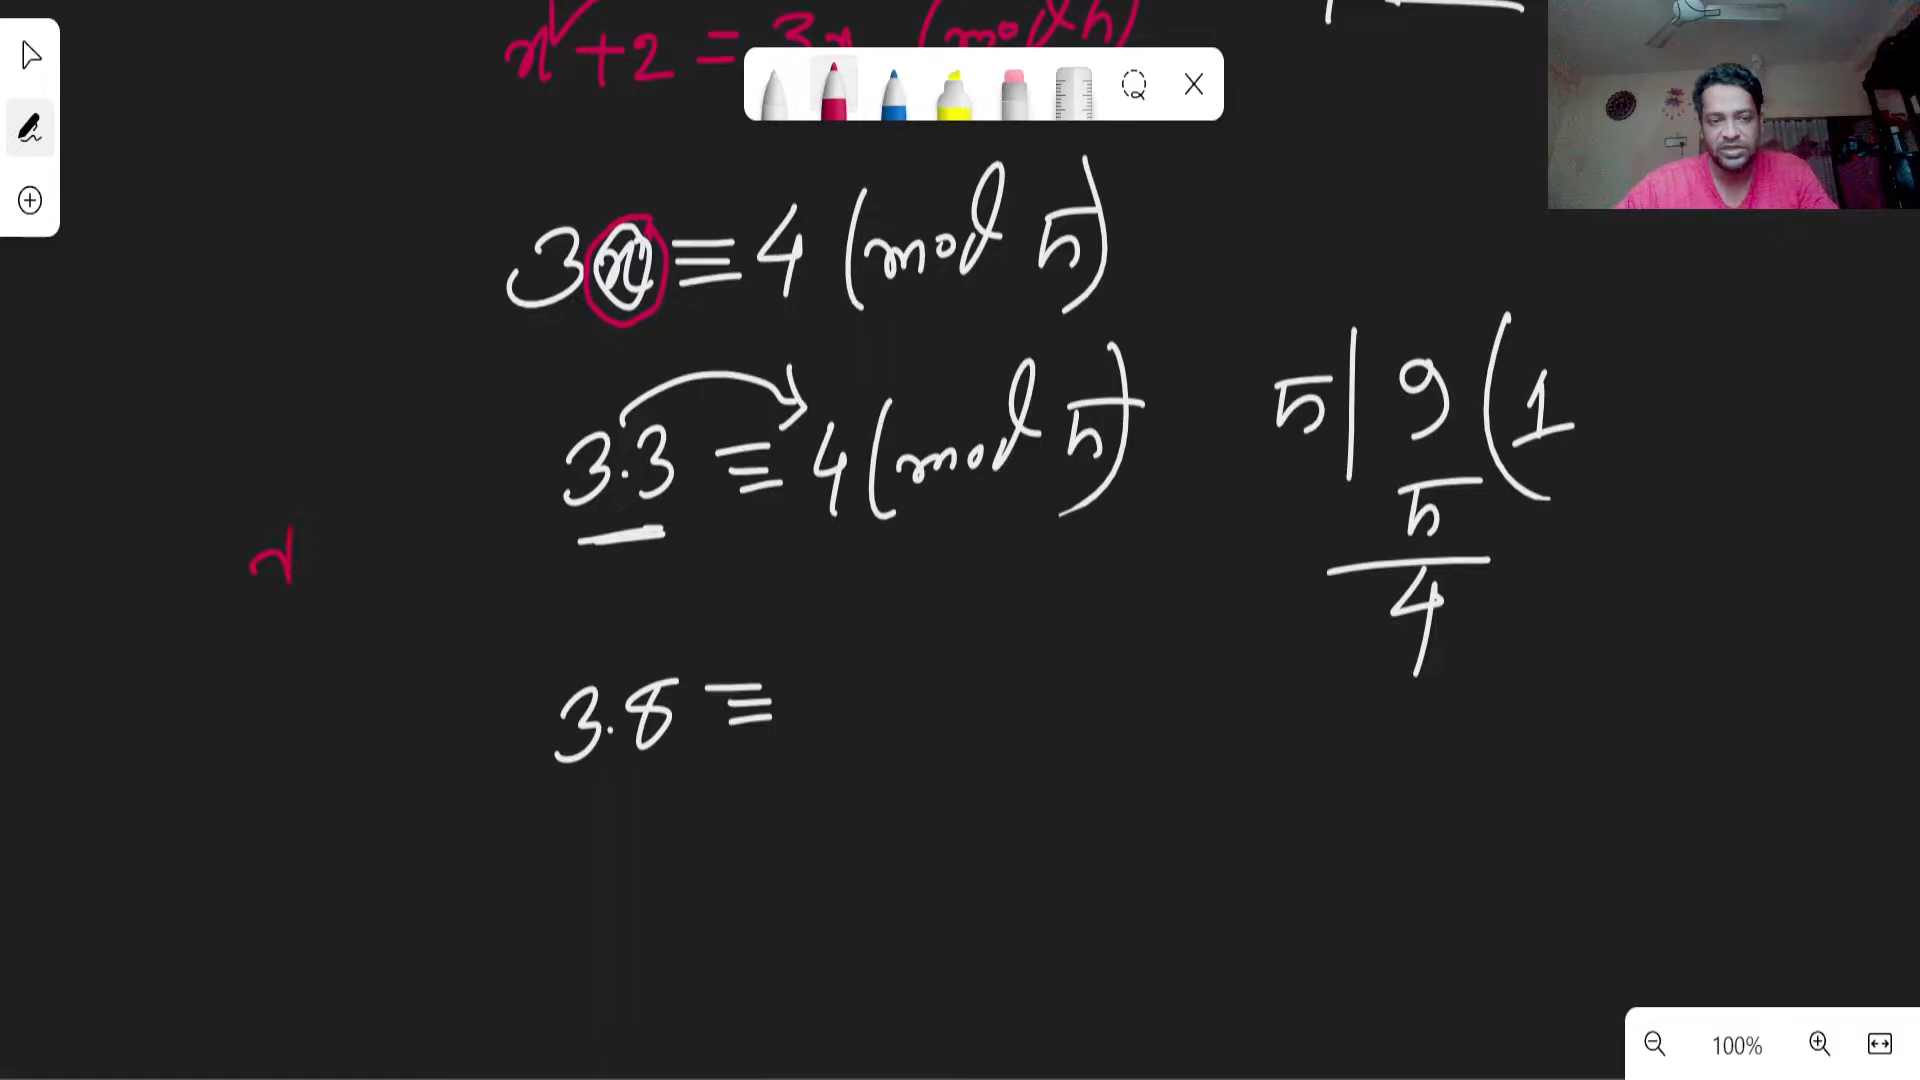 x²+2 ≡ 3x (mod 5)
3x ≡ 4 (mod 5)
3.3 ≡ 4 (mod 5)
5 | 9 ( 1
5
4
3.8 ≡
100%